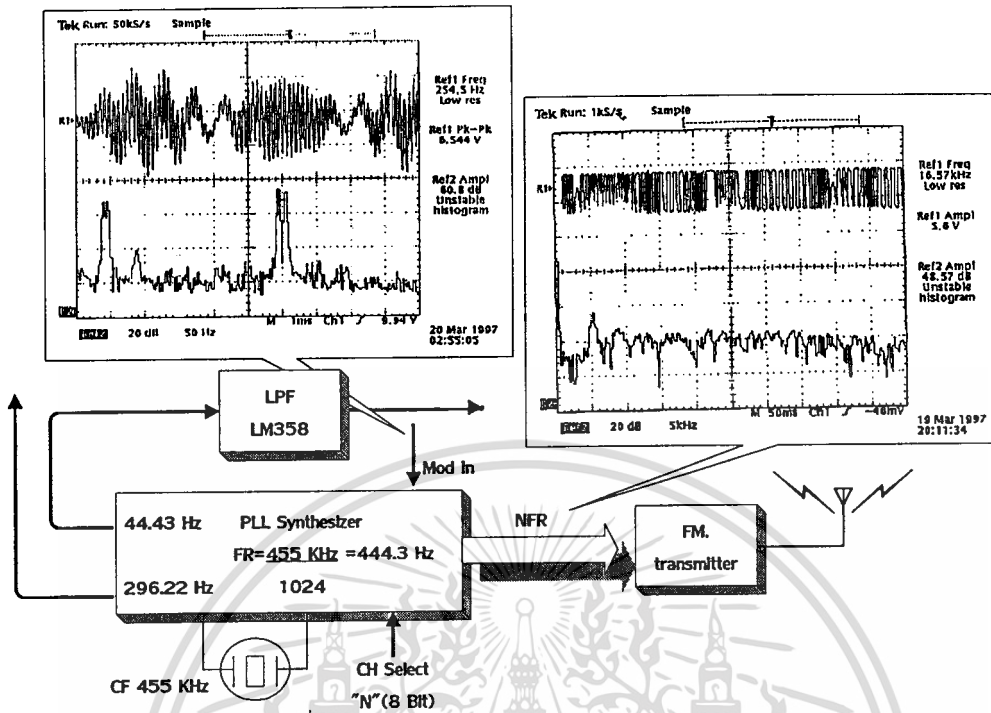 Tek Run: 50kS/s Sample
Ref1 Freq
254.5 Hz
Low res
Ref1 Pk-Pk
6.544 V
Ref2 Ampl
60.8 dB
Unstable
histogram
R1
20 dB 50 Hz
M 1ms Ch1 9.94 V
20 Mar 1997
02:55:05
Tek Run: 1kS/s Sample
Ref1 Freq
16.57kHz
Low res
Ref1 Ampl
5.6 V
Ref2 Ampl
48.57 dB
Unstable
histogram
R1
20 dB 5kHz
M 50ms Ch1 -48mV
19 Mar 1997
20:11:34
LPF
LM358
Mod In
44.43 Hz PLL Synthesizer
FR=455 KHz =444.3 Hz
296.22 Hz 1024
NFR
FM.
transmitter
CF 455 KHz
CH Select
"N"(8 Bit)